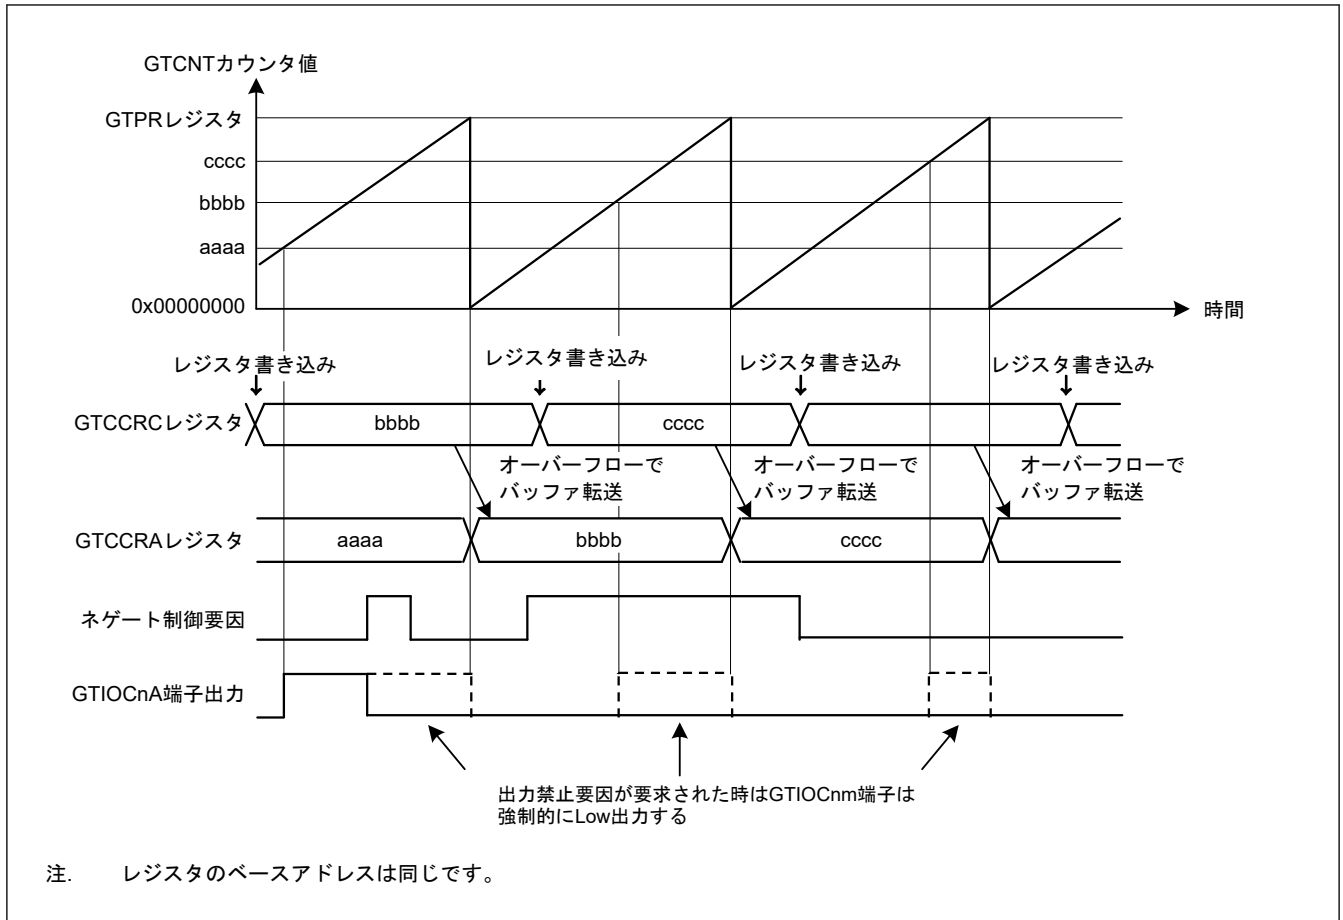 GTCNTカウンタ値
GTPRレジスタ
cccc
bbbb
aaaa
0x00000000
時間
レジスタ書き込み
レジスタ書き込み
レジスタ書き込み
レジスタ書き込み
GTCCRCレジスタ
bbbb
cccc
オーバーフローで
バッファ転送
オーバーフローで
バッファ転送
オーバーフローで
バッファ転送
GTCCRAレジスタ
aaaa
bbbb
cccc
ネゲート制御要因
GTIOCnA端子出力
出力禁止要因が要求された時はGTIOCnm端子は
強制的にLow出力する
注. レジスタのベースアドレスは同じです。